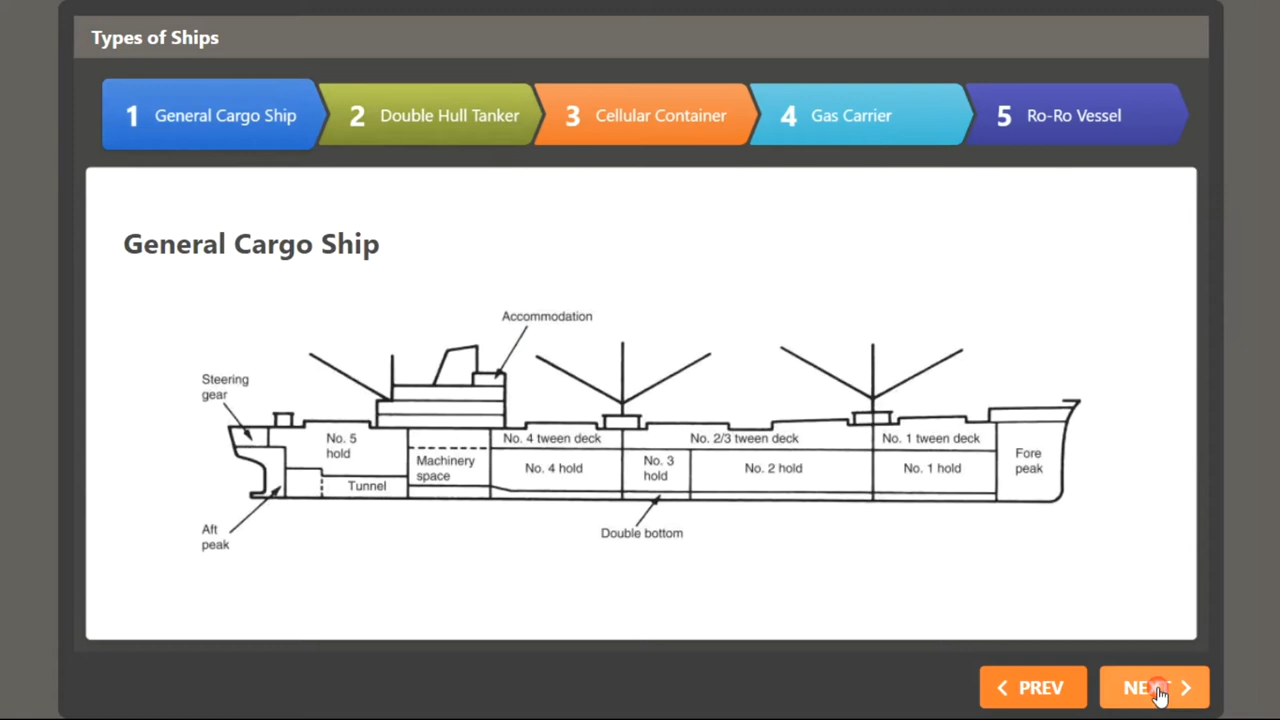 Types of Ships
1 General Cargo Ship
2 Double Hull Tanker
3 Cellular Container
4 Gas Carrier
5 Ro-Ro Vessel
General Cargo Ship
Accommodation
Steering
gear
No. 5
hold
Tunnel
Machinery
space
No. 4 tween deck
No. 4 hold
No. 2/3 tween deck
No. 3
hold
No. 2 hold
No. 1 tween deck
No. 1 hold
Fore
peak
Aft
peak
Double bottom
PREV
NEXT